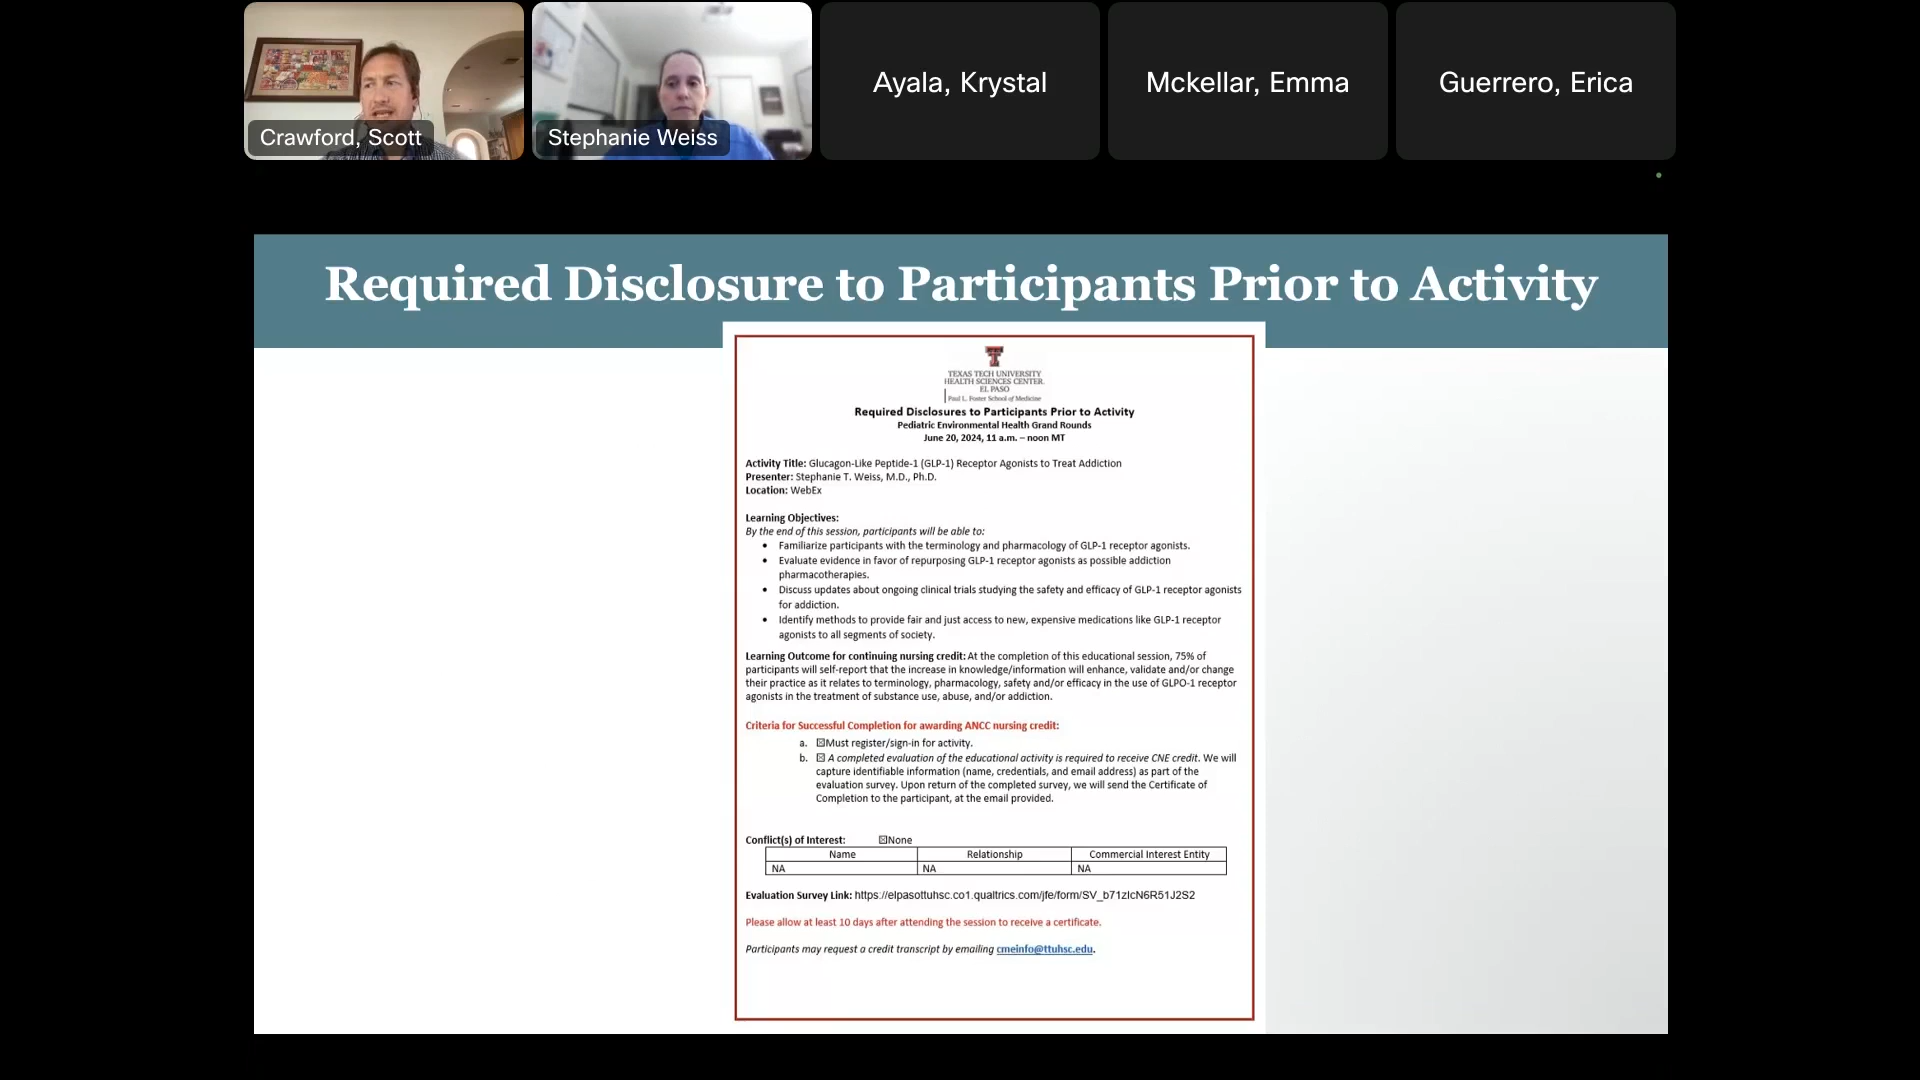 Crawford, Scott
Stephanie Weiss
Ayala, Krystal
Mckellar, Emma
Guerrero, Erica
Required Disclosure to Participants Prior to Activity
TEXAS TECH UNIVERSITY
HEALTH SCIENCES CENTER
EL PASO
Paul L. Foster School of Medicine
Required Disclosures to Participants Prior to Activity
Pediatric Environmental Health Grand Rounds
June 20, 2024, 11 a.m. – noon MT
Activity Title: Glucagon-Like Peptide-1 (GLP-1) Receptor Agonists to Treat Addiction
Presenter: Stephanie T. Weiss, M.D., Ph.D.
Location: WebEx
Learning Objectives:
By the end of this session, participants will be able to:
• Familiarize participants with the terminology and pharmacology of GLP-1 receptor agonists.
• Evaluate evidence in favor of repurposing GLP-1 receptor agonists as possible addiction
pharmacotherapies.
• Discuss updates about ongoing clinical trials studying the safety and efficacy of GLP-1 receptor agonists
for addiction.
• Identify methods to provide fair and just access to new, expensive medications like GLP-1 receptor
agonists to all segments of society.
Learning Outcome for continuing nursing credit: At the completion of this educational session, 75% of
participants will self-report that the increase in knowledge/information will enhance, validate and/or change
their practice as it relates to terminology, pharmacology, safety and/or efficacy in the use of GLPO-1 receptor
agonists in the treatment of substance use, abuse, and/or addiction.
Criteria for Successful Completion for awarding ANCC nursing credit:
a. ☒Must register/sign-in for activity.
b. ☒ A completed evaluation of the educational activity is required to receive CNE credit. We will
capture identifiable information (name, credentials, and email address) as part of the
evaluation survey. Upon return of the completed survey, we will send the Certificate of
Completion to the participant, at the email provided.
Conflict(s) of Interest: ☒None
Name Relationship Commercial Interest Entity
NA NA NA
Evaluation Survey Link: https://elpasottuhsc.co1.qualtrics.com/jfe/form/SV_b71zIcN6R51J2S2
Please allow at least 10 days after attending the session to receive a certificate.
Participants may request a credit transcript by emailing cmeinfo@ttuhsc.edu.